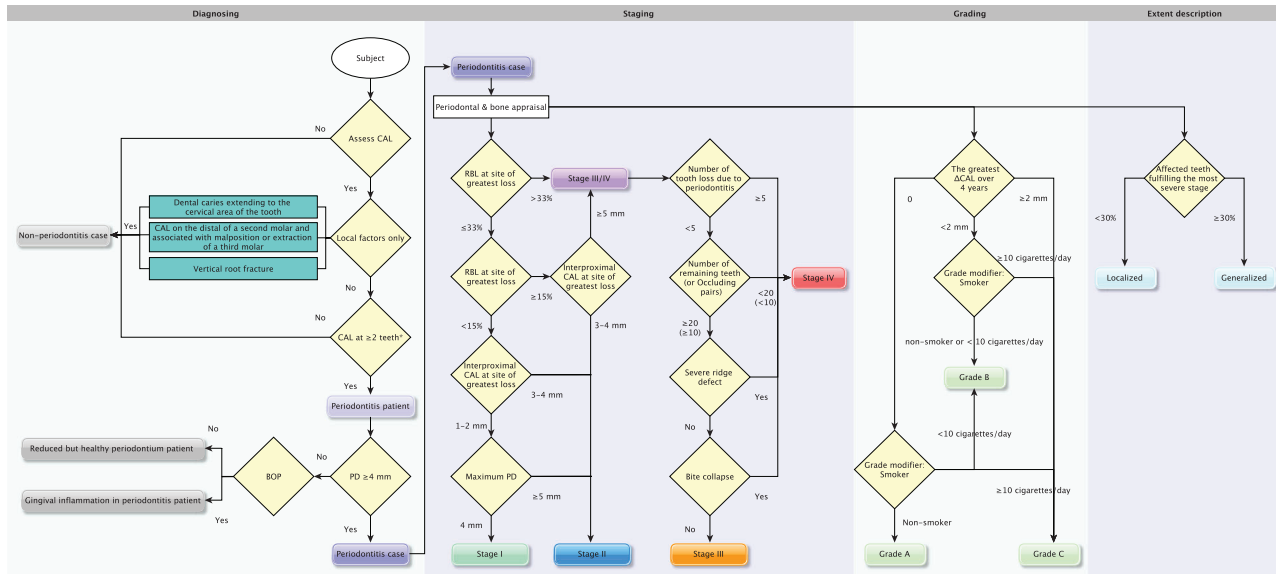 Diagnosing
Staging
Grading
Extent description
Subject
No
Assess CAL
Yes
Dental caries extending to the
cervical area of the tooth
CAL on the distal of a second molar and
associated with malposition or extraction
of a third molar
Vertical root fracture
Yes
Non-periodontitis case
Local factors only
No
No
CAL at ≥2 teeth*
Yes
Periodontitis patient
No
Reduced but healthy periodontium patient
Gingival inflammation in periodontitis patient
Yes
BOP
No
PD ≥4 mm
Yes
Periodontitis case
Periodontitis case
Periodontal & bone appraisal
RBL at site of
greatest loss
>33%
Stage III/IV
≤33%
≥5 mm
RBL at site of
greatest loss
≥15%
Interproximal
CAL at site of
greatest loss
<15%
3-4 mm
Interproximal
CAL at site of
greatest loss
3-4 mm
1-2 mm
Maximum PD
≥5 mm
4 mm
Stage I
Stage II
Number of
tooth loss due to
periodontitis
≥5
<5
Number of
remaining teeth
(or Occluding
pairs)
<20
(<10)
Stage IV
≥20
(≥10)
Severe ridge
defect
Yes
No
Bite collapse
Yes
No
Stage III
The greatest
ΔCAL over
4 years
0
≥2 mm
<2 mm
≥10 cigarettes/day
Grade modifier:
Smoker
non-smoker or < 10 cigarettes/day
Grade B
<10 cigarettes/day
Grade modifier:
Smoker
≥10 cigarettes/day
Non-smoker
Grade A
Grade C
Affected teeth
fulfilling the most
severe stage
<30%
≥30%
Localized
Generalized